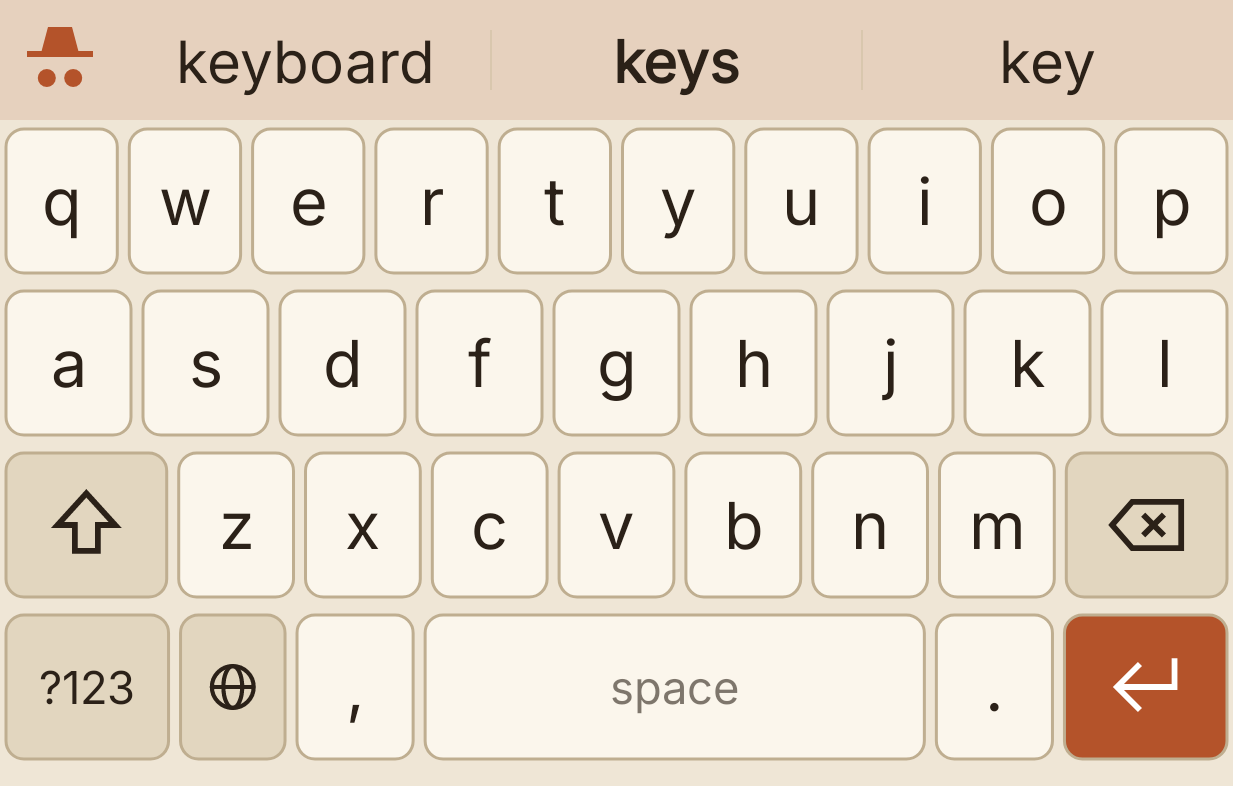 keyboard keys key
q w e r t y u i o p
a s d f g h j k l
z x c v b n m
?123 , space .